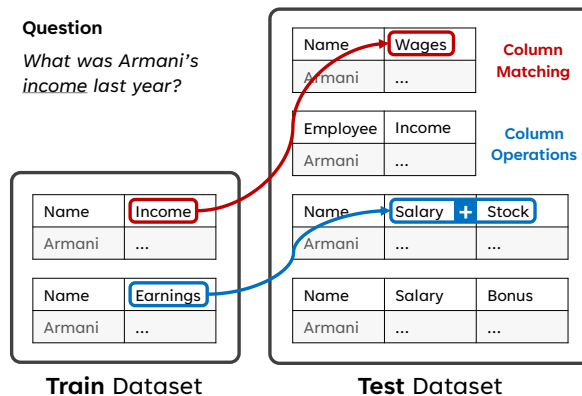 Question
What was Armani's
income last year?
Name Income
Armani ...
Name Earnings
Armani ...
Train Dataset
Name Wages
Armani ...
Column
Matching
Employee Income
Armani ...
Column
Operations
Name Salary + Stock
Armani ... ...
Name Salary Bonus
Armani ... ...
Test Dataset